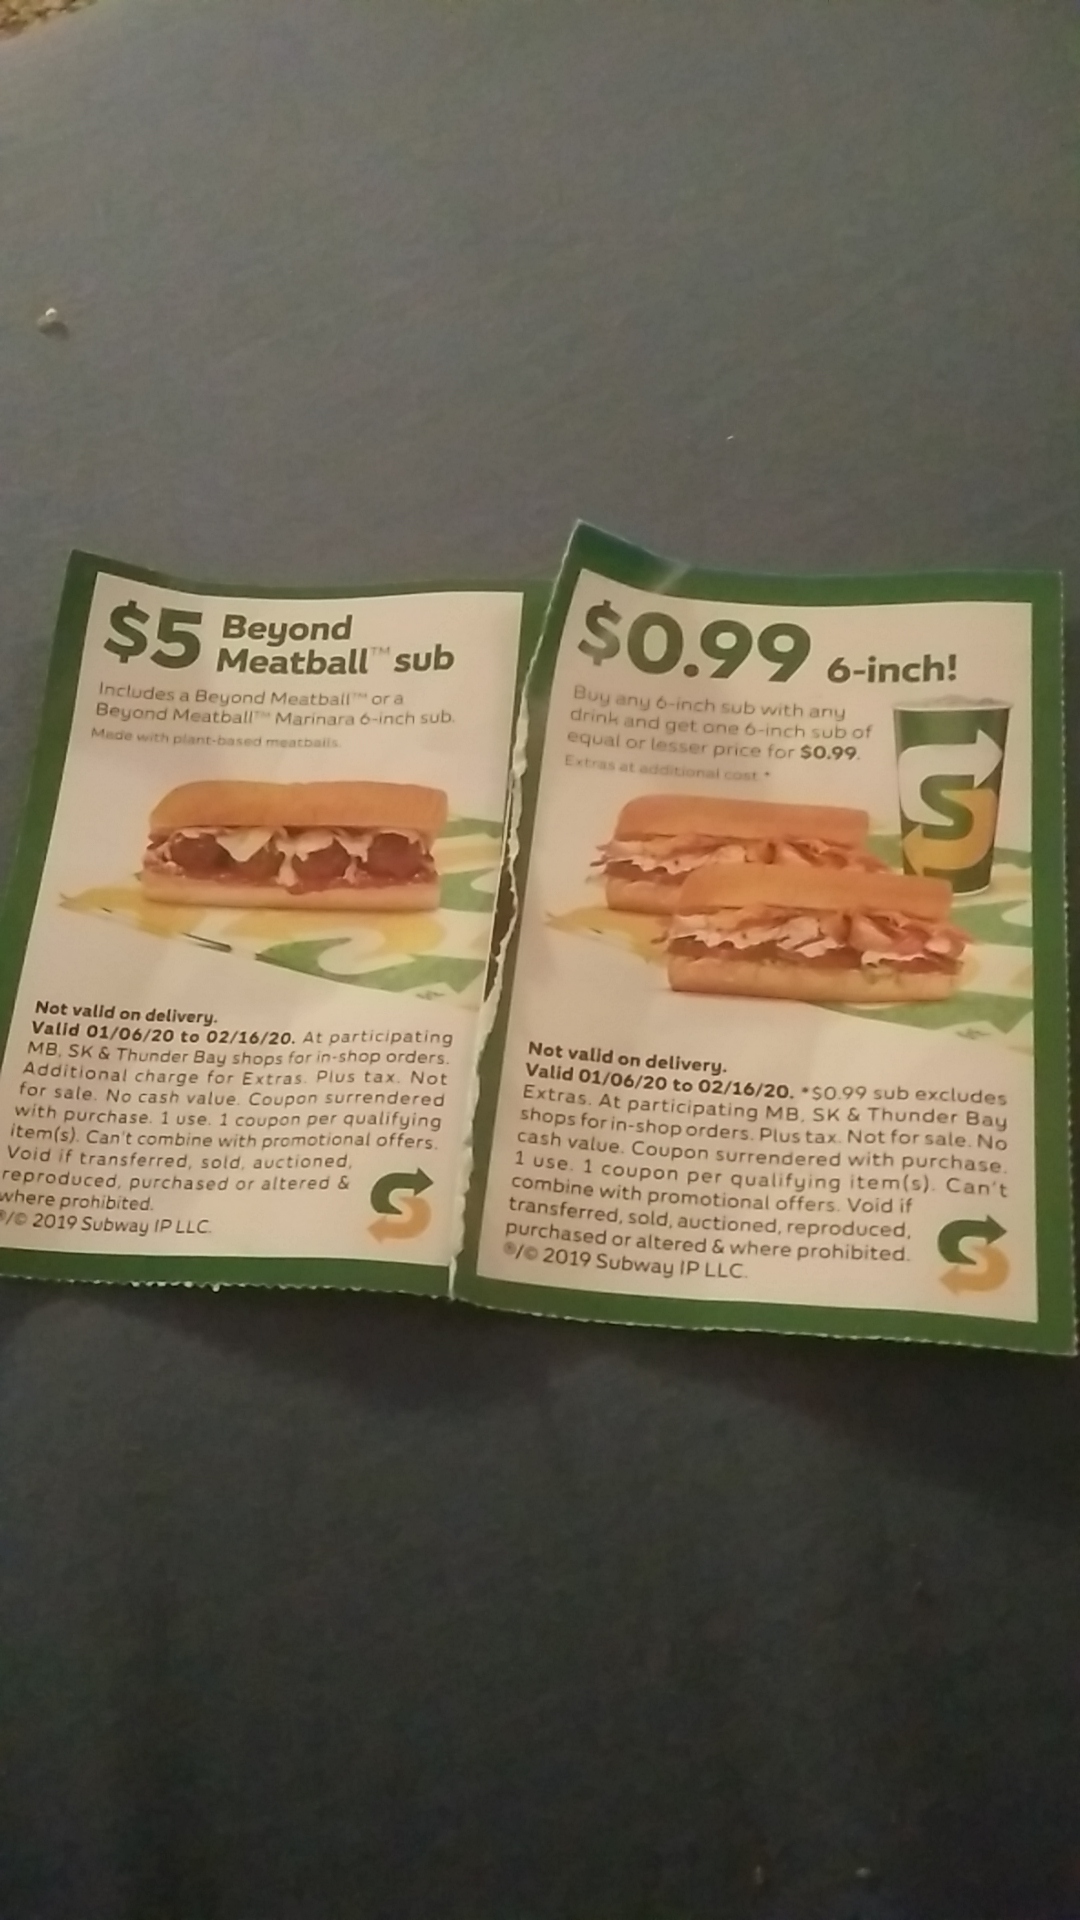 $5 Beyond
Meatball™ sub
Includes a Beyond Meatball™ or a
Beyond Meatball™ Marinara 6-inch sub.
Made with plant-based meatballs.
Not valid on delivery.
Valid 01/06/20 to 02/16/20. At participating
MB, SK & Thunder Bay shops for in-shop orders.
Additional charge for Extras. Plus tax. Not
for sale. No cash value. Coupon surrendered
with purchase. 1 use. 1 coupon per qualifying
item(s). Can't combine with promotional offers.
Void if transferred, sold, auctioned,
reproduced, purchased or altered &
where prohibited.
®/© 2019 Subway IP LLC.
$0.99 6-inch!
Buy any 6-inch sub with any
drink and get one 6-inch sub of
equal or lesser price for $0.99.
Extras at additional cost.*
Not valid on delivery.
Valid 01/06/20 to 02/16/20. *$0.99 sub excludes
Extras. At participating MB, SK & Thunder Bay
shops for in-shop orders. Plus tax. Not for sale. No
cash value. Coupon surrendered with purchase.
1 use. 1 coupon per qualifying item(s). Can't
combine with promotional offers. Void if
transferred, sold, auctioned, reproduced,
purchased or altered & where prohibited.
®/© 2019 Subway IP LLC.